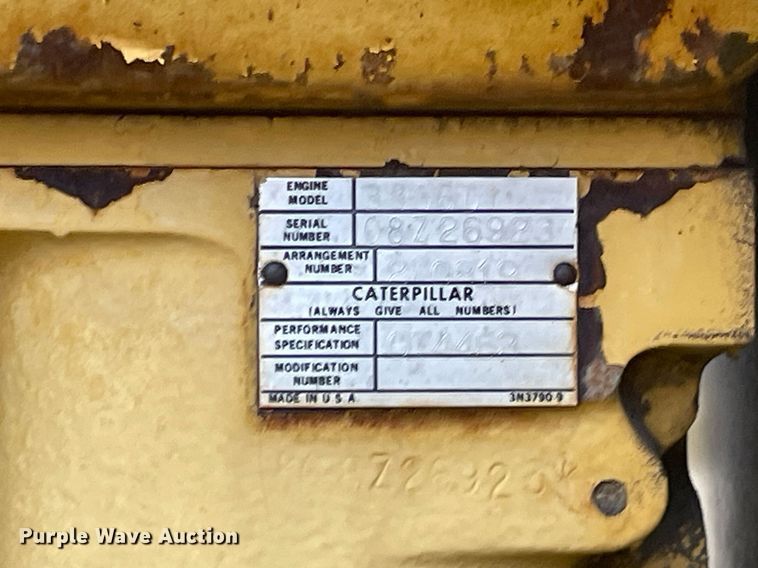 ENGINE
MODEL
SERIAL
NUMBER 08Z26923
ARRANGEMENT
NUMBER
CATERPILLAR
(ALWAYS GIVE ALL NUMBERS)
PERFORMANCE
SPECIFICATION
MODIFICATION
NUMBER
MADE IN U.S.A. 3N3790-9
Purple Wave Auction